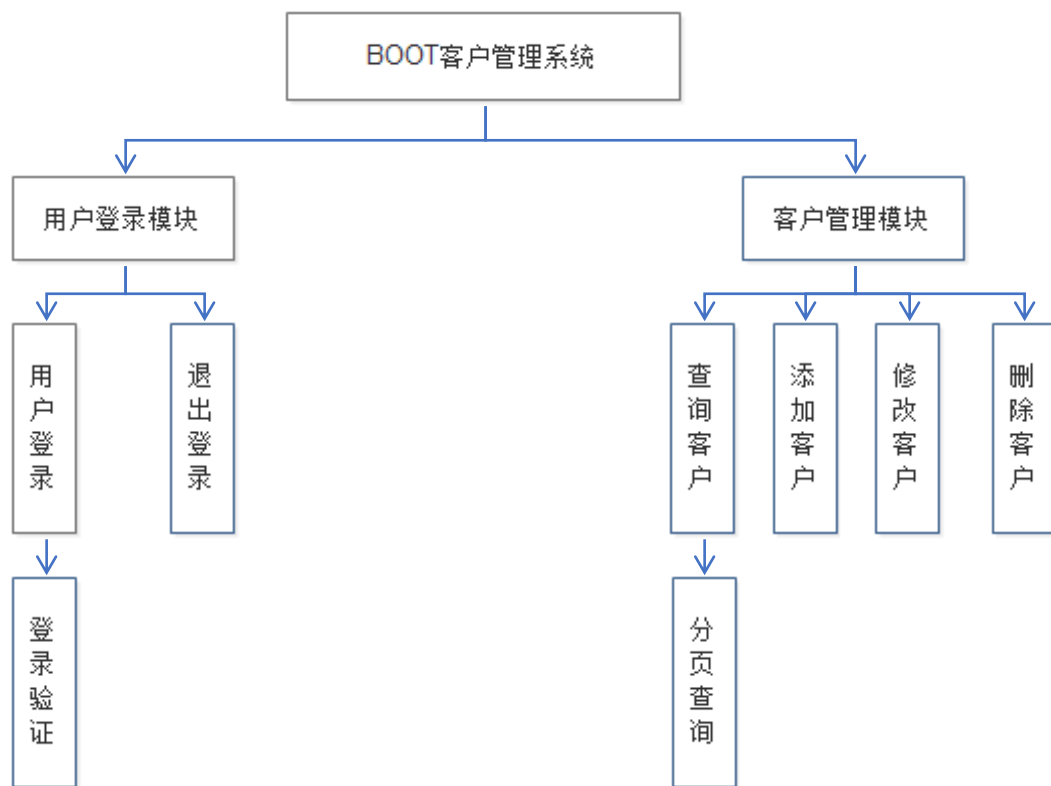 BOOT客户管理系统
用户登录模块
客户管理模块
用户登录
退出登录
查询客户
添加客户
修改客户
删除客户
登录验证
分页查询